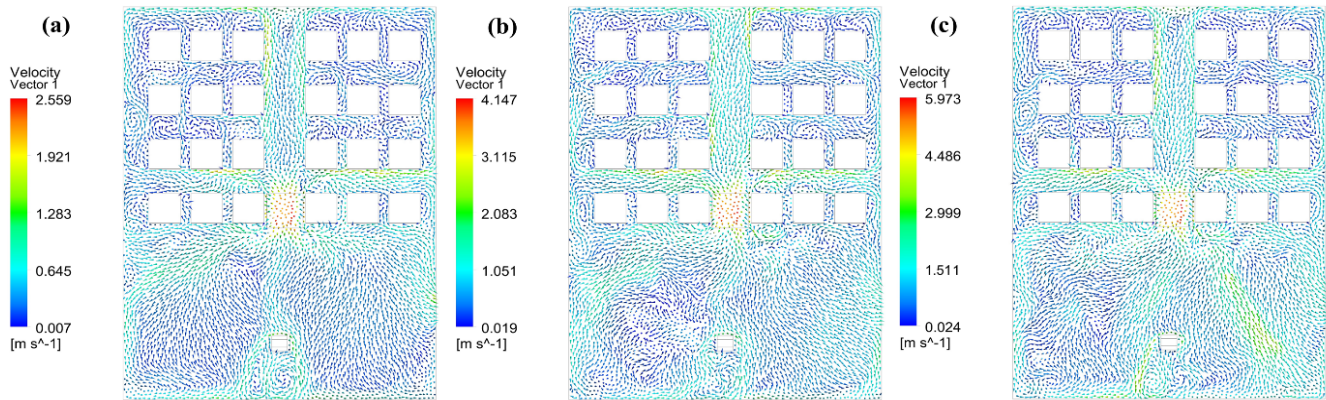 (a)
Velocity
Vector 1
2.559
1.921
1.283
0.645
0.007
[m s^-1]
(b)
Velocity
Vector 1
4.147
3.115
2.083
1.051
0.019
[m s^-1]
(c)
Velocity
Vector 1
5.973
4.486
2.999
1.511
0.024
[m s^-1]